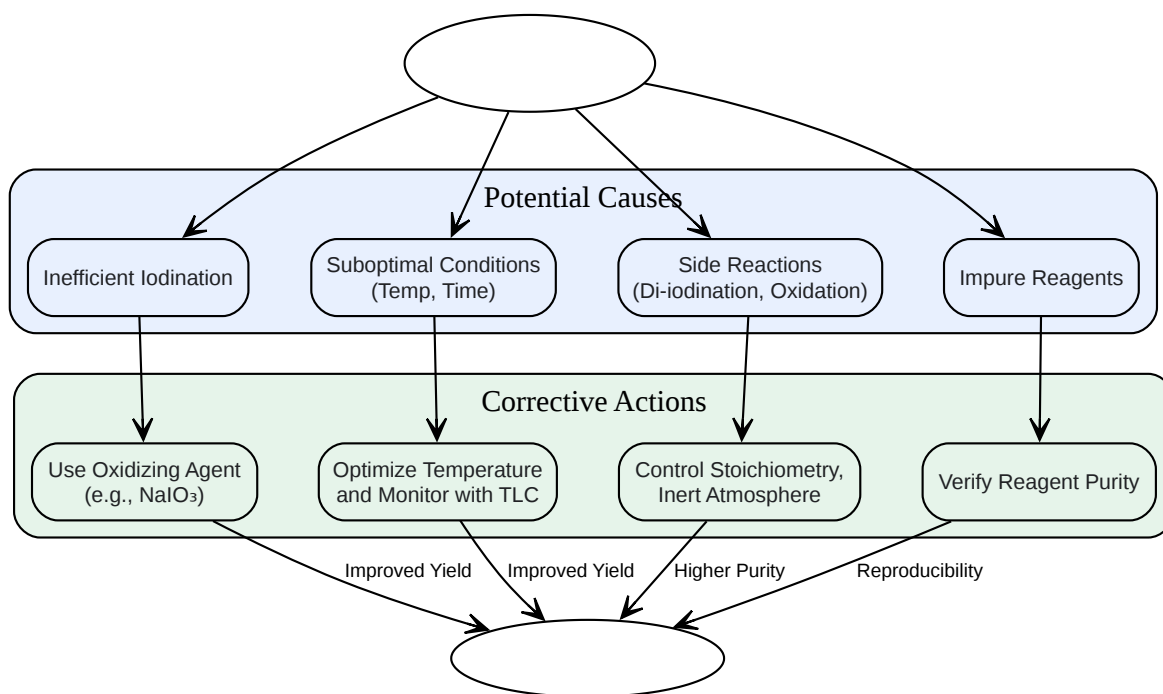 Potential Causes
Inefficient Iodination
Suboptimal Conditions
(Temp, Time)
Side Reactions
(Di-iodination, Oxidation)
Impure Reagents
Corrective Actions
Use Oxidizing Agent
(e.g., NaIO₃)
Optimize Temperature
and Monitor with TLC
Control Stoichiometry,
Inert Atmosphere
Verify Reagent Purity
Improved Yield
Improved Yield
Higher Purity
Reproducibility